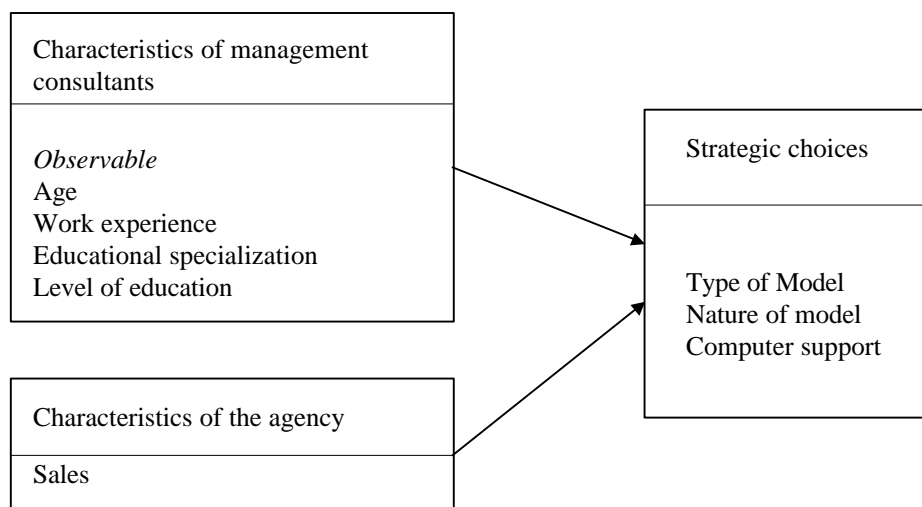 Characteristics of management
consultants
Observable
Age
Work experience
Educational specialization
Level of education
Strategic choices
Type of Model
Nature of model
Computer support
Characteristics of the agency
Sales